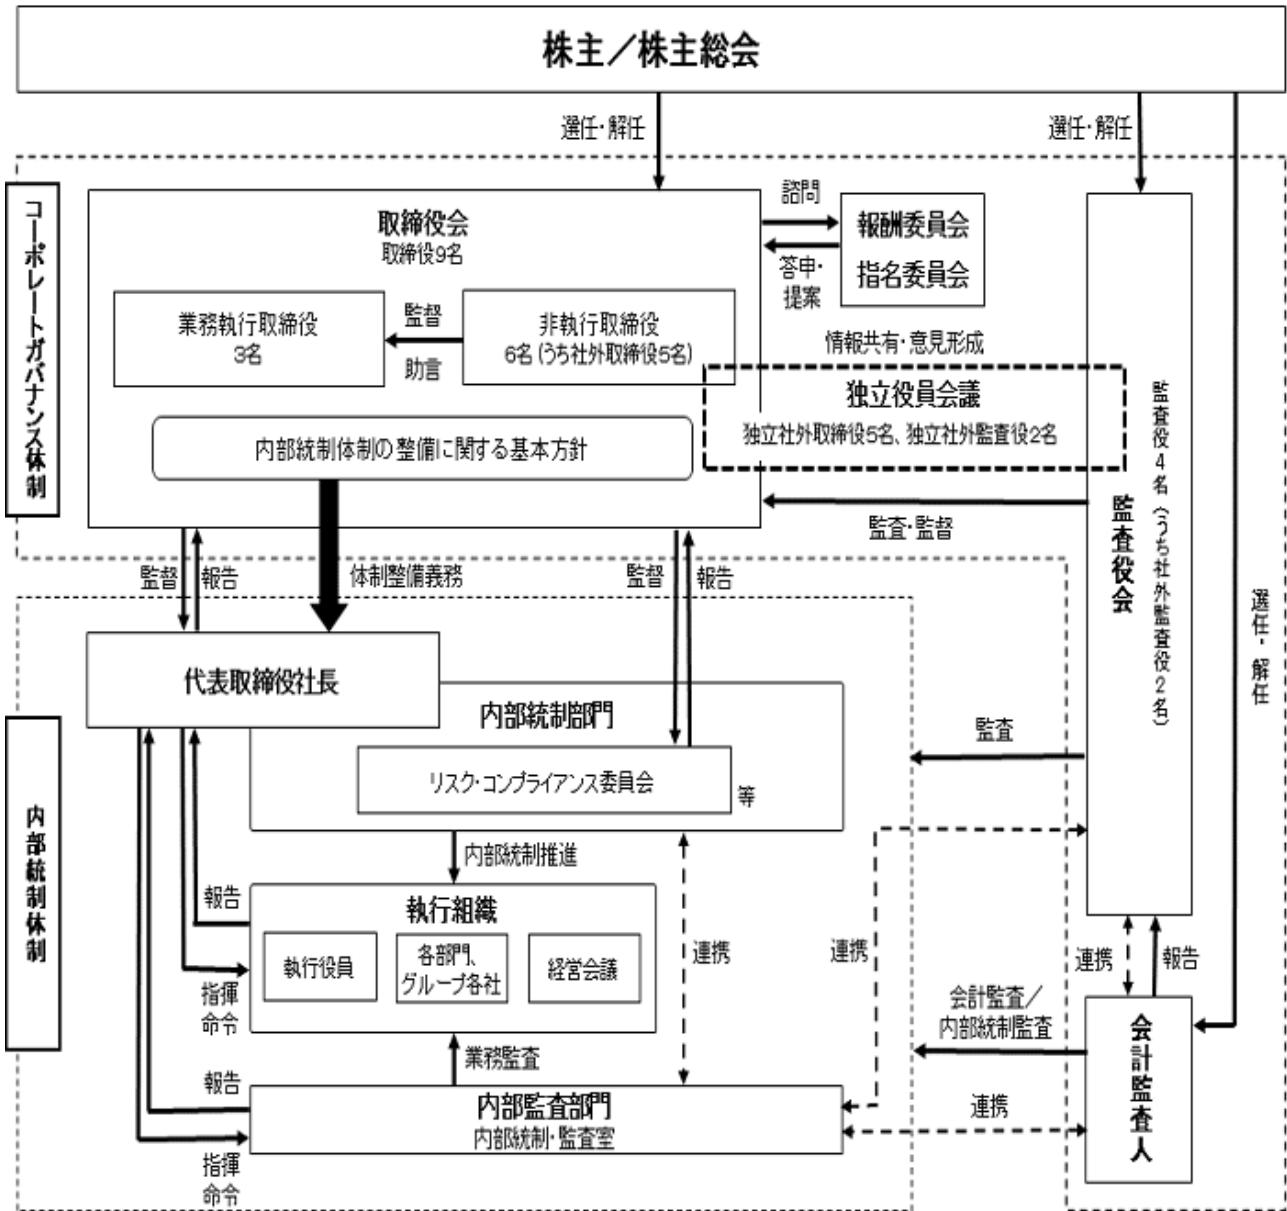 株主／株主総会
選任・解任
選任・解任
コーポレートガバナンス体制
取締役会
取締役9名
諮問
答申・
提案
報酬委員会
指名委員会
業務執行取締役
3名
監督
助言
非執行取締役
6名（うち社外取締役5名）
情報共有・意見形成
独立役員会議
独立社外取締役5名、独立社外監査役2名
内部統制体制の整備に関する基本方針
監査・監督
監査役会
監査役4名（うち社外監査役2名）
選任・解任
監督
報告
体制整備義務
監督
報告
内部統制体制
代表取締役社長
内部統制部門
リスク・コンプライアンス委員会
等
監査
内部統制推進
報告
執行組織
執行役員
各部門、
グループ各社
経営会議
連携
連携
連携
報告
指揮
命令
会計監査／
内部統制監査
業務監査
会計監査人
報告
内部監査部門
内部統制・監査室
連携
指揮
命令